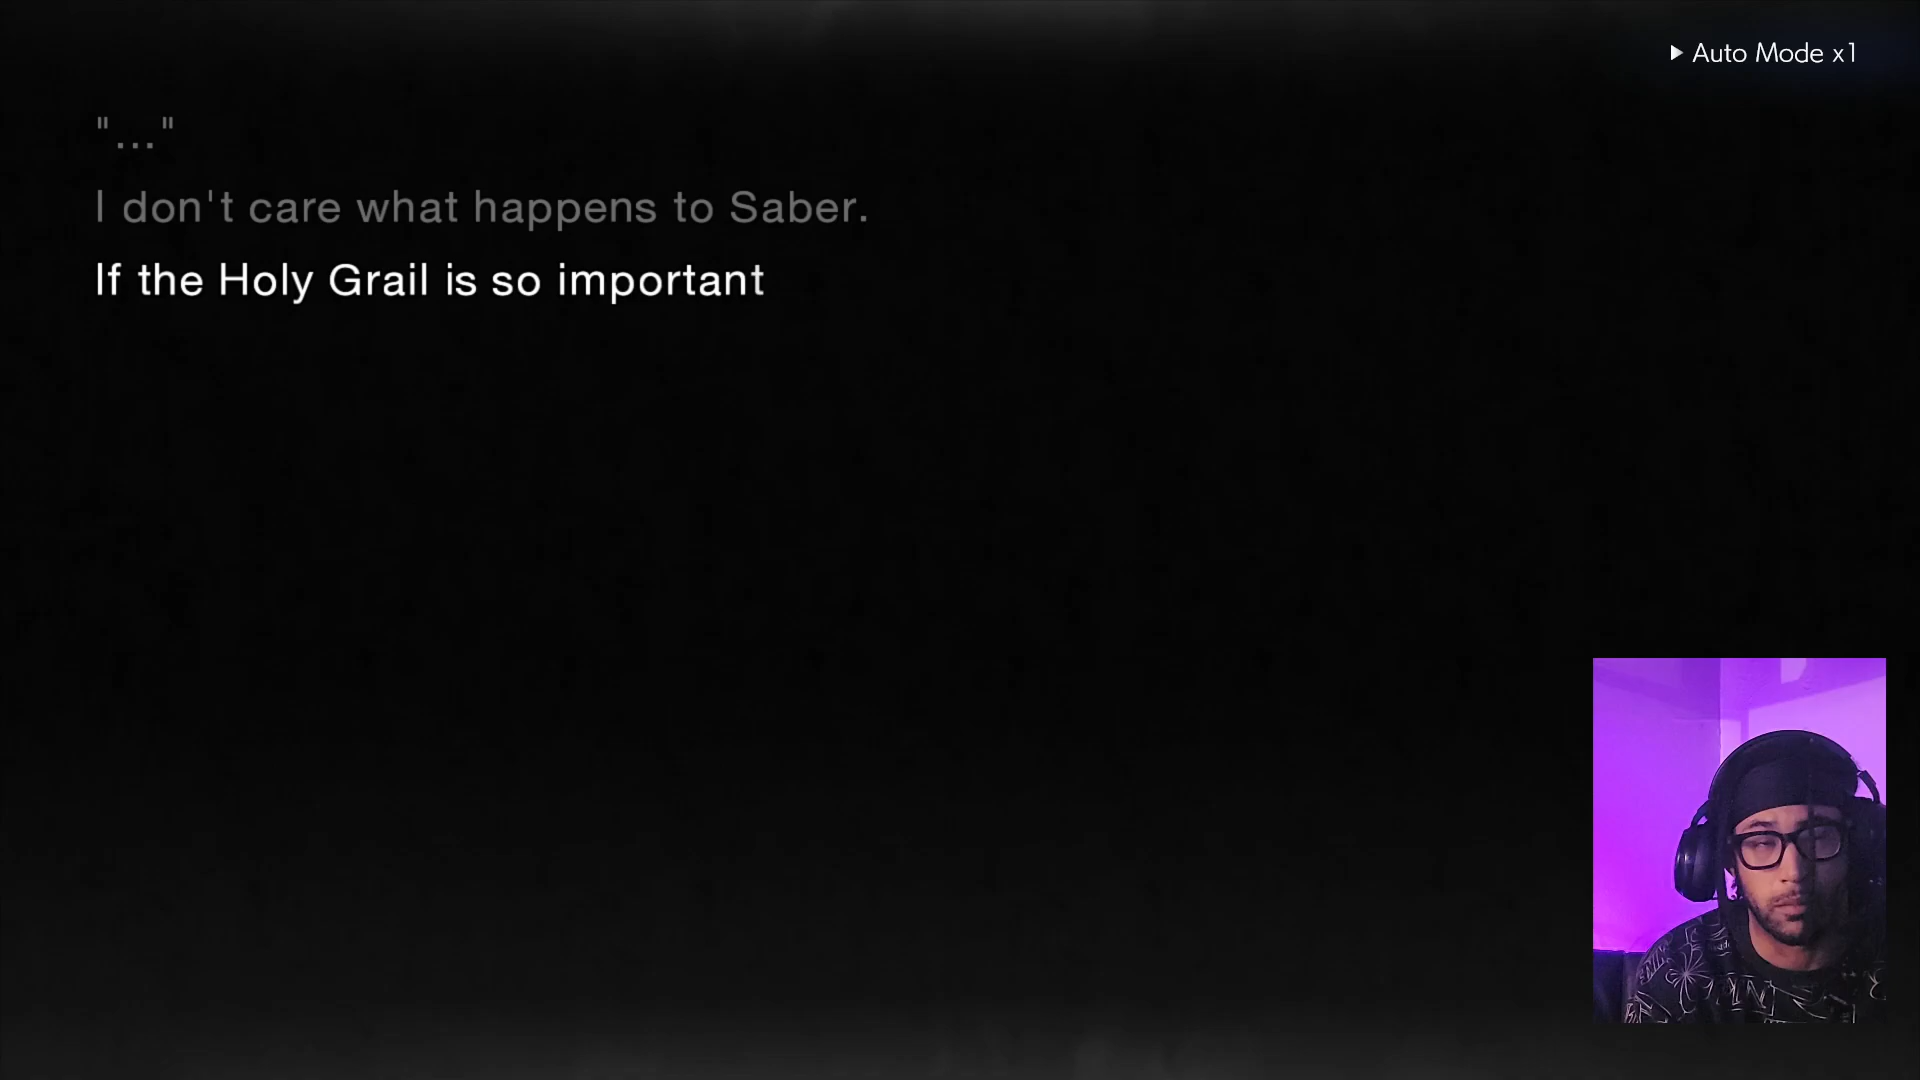 Auto Mode x1
"..."
I don't care what happens to Saber.
If the Holy Grail is so important